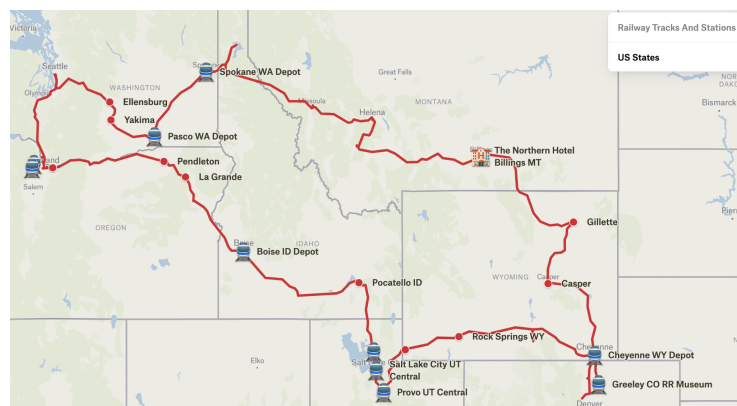 Victoria
Seattle
Olympia
WASHINGTON
Ellensburg
Yakima
Pasco WA Depot
Spokane WA Depot
Missoula
Great Falls
Helena
MONTANA
The Northern Hotel
Billings MT
Railway Tracks And Stations
US States
Bismarck
Salem
Pendleton
La Grande
OREGON
Boise
IDAHO
Boise ID Depot
Pocatello ID
Gillette
WYOMING
Casper
Casper
Rock Springs WY
Cheyenne
Cheyenne WY Depot
Elko
Salt Lake City UT
Central
Provo UT Central
Greeley CO RR Museum
Denver